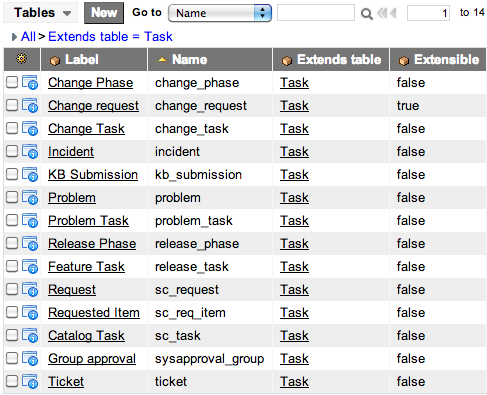 Tables New Go to Name 1 to 14
All > Extends table = Task
Label Name Extends table Extensible
Change Phase change_phase Task false
Change request change_request Task true
Change Task change_task Task false
Incident incident Task false
KB Submission kb_submission Task false
Problem problem Task false
Problem Task problem_task Task false
Release Phase release_phase Task false
Feature Task release_task Task false
Request sc_request Task false
Requested Item sc_req_item Task false
Catalog Task sc_task Task false
Group approval sysapproval_group Task false
Ticket ticket Task false